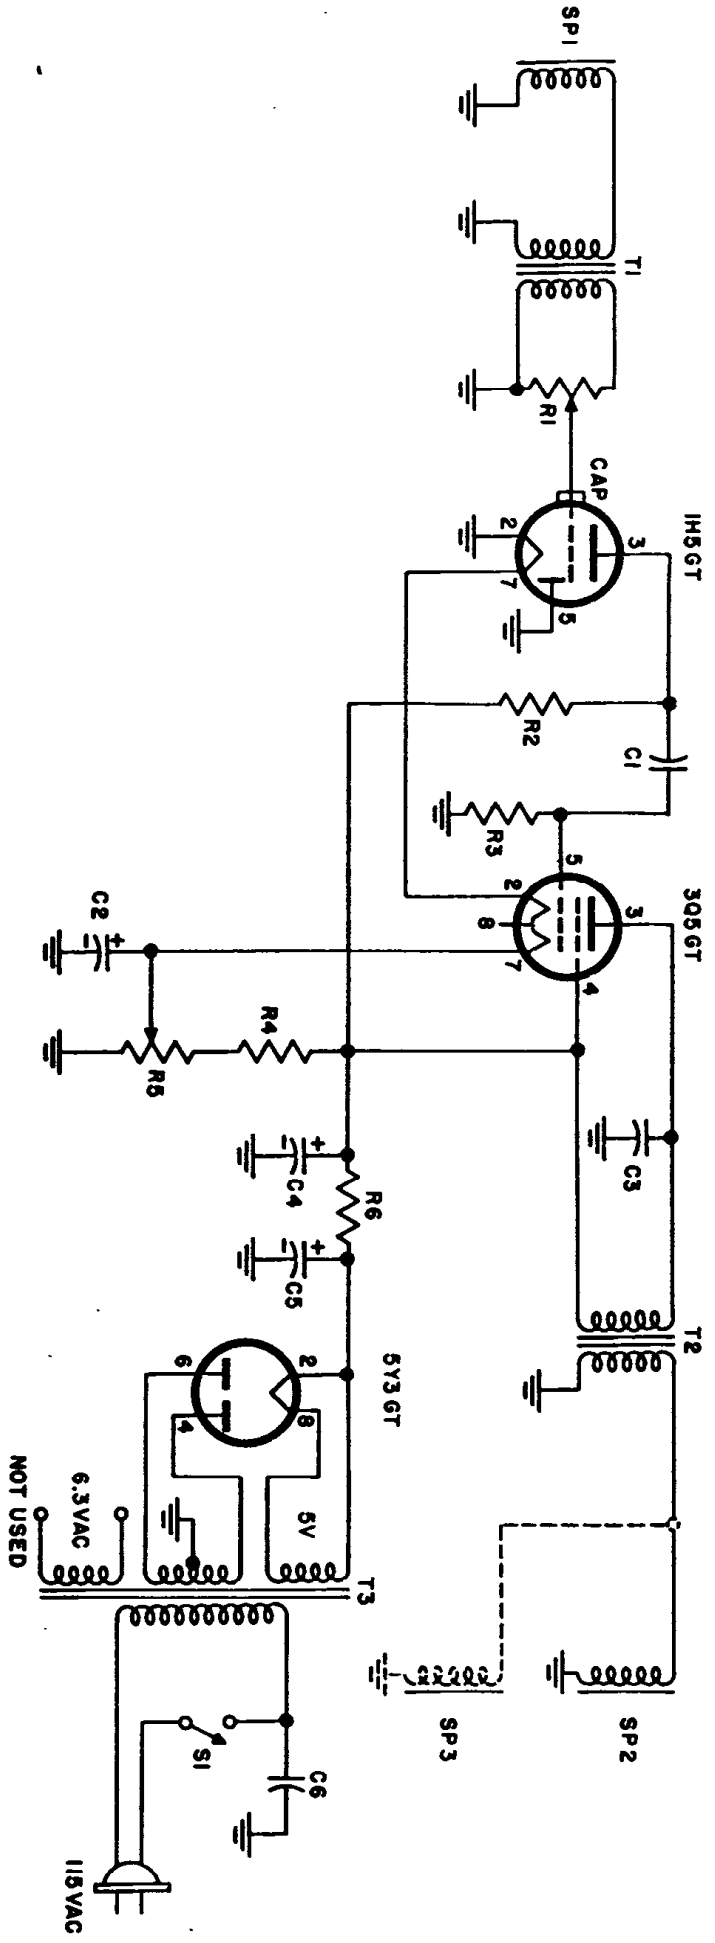 SP1
T1
R1
CAP
1H5GT
3
2
7
5
R2
C1
R3
3Q5GT
3
5
2
8
7
4
C2
+
-
R4
R5
C3
T2
SP2
SP3
R6
C4
+
-
C5
+
-
5Y3GT
2
8
6
4
5V
T3
6.3VAC
NOT USED
S1
C6
115VAC